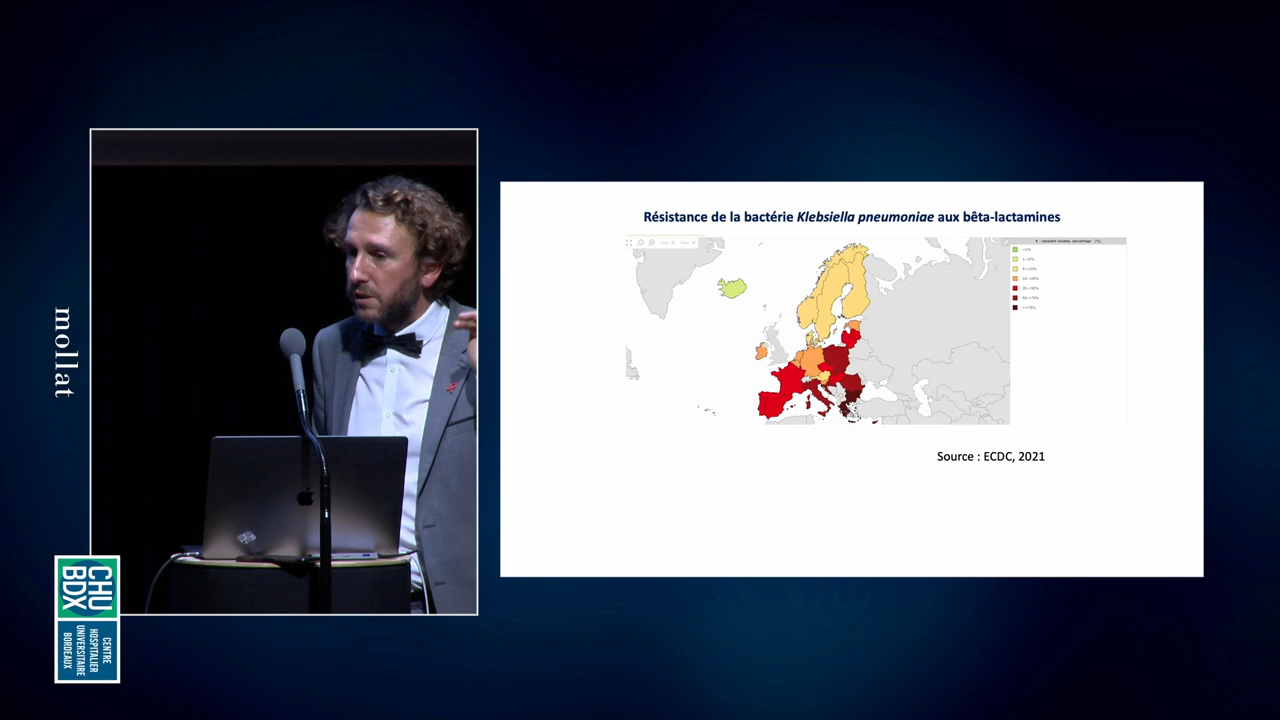 mollat
CHU
BDX
CENTRE
HOSPITALIER
UNIVERSITAIRE
BORDEAUX
Résistance de la bactérie Klebsiella pneumoniae aux bêta-lactamines
Source : ECDC, 2021